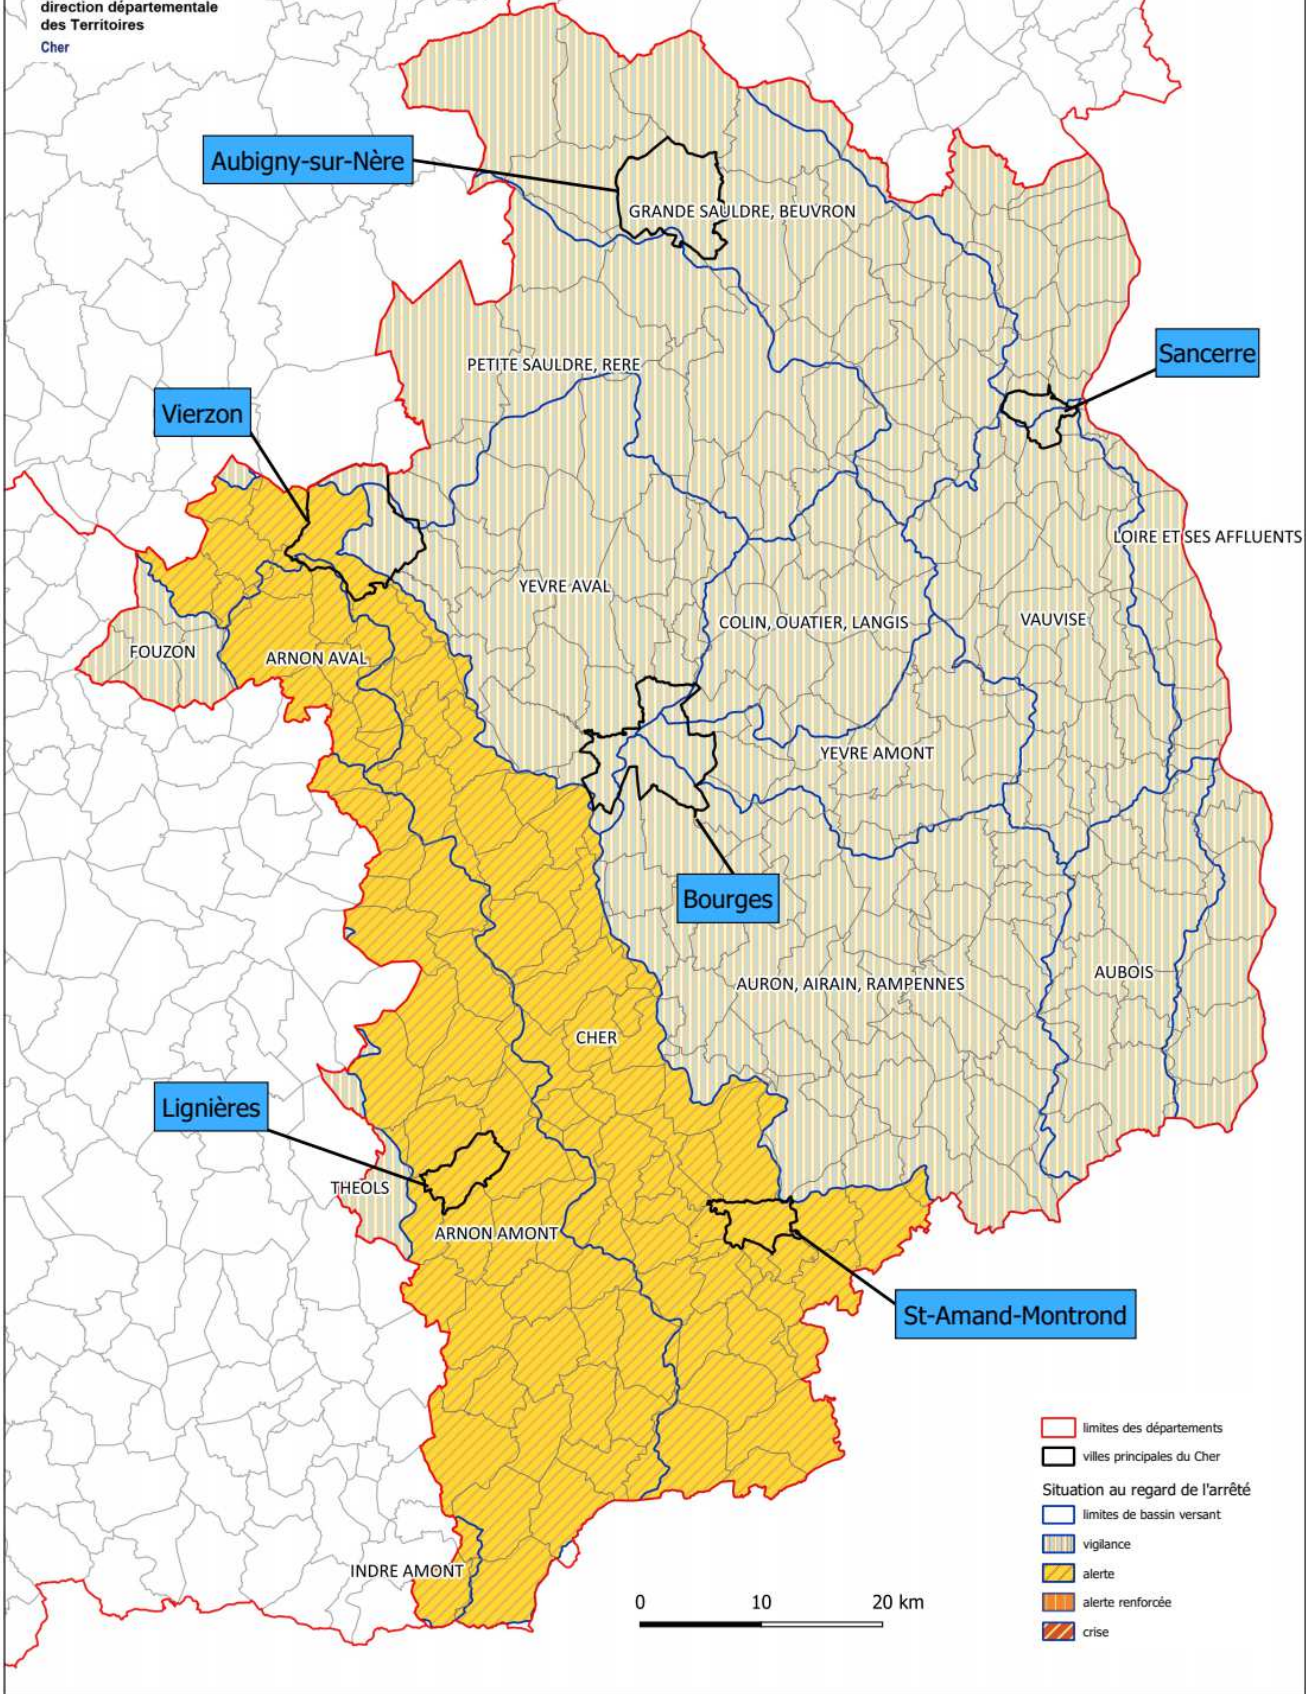 direction départementale
des Territoires
Cher
Aubigny-sur-Nère
GRANDE SAULDRE, BEUVRON
Sancerre
PETITE SAULDRE, RERE
Vierzon
LOIRE ET SES AFFLUENTS
YEVRE AVAL
COLIN, OUATIER, LANGIS
VAUVISE
FOUZON
ARNON AVAL
YEVRE AMONT
Bourges
AUBOIS
AURON, AIRAIN, RAMPENNES
CHER
Lignières
THEOLS
ARNON AMONT
St-Amand-Montrond
limites des départements
villes principales du Cher
Situation au regard de l'arrêté
limites de bassin versant
vigilance
alerte
alerte renforcée
crise
INDRE AMONT
0 10 20 km